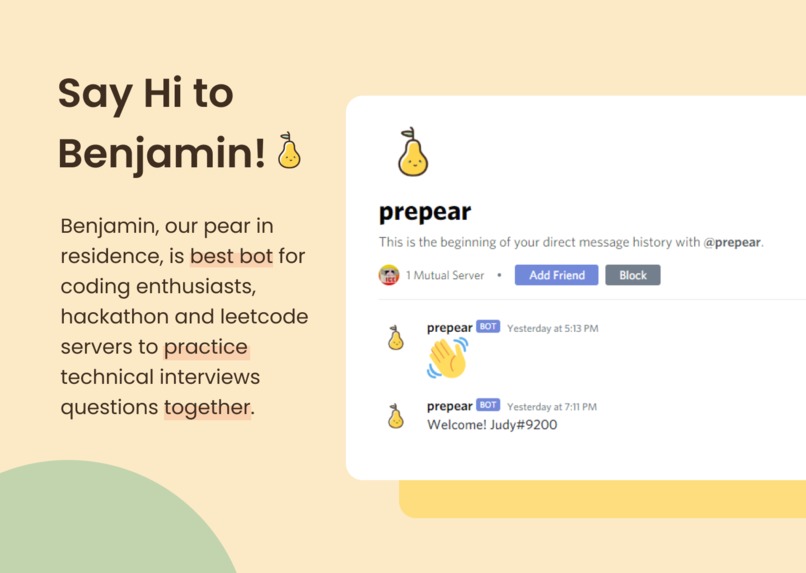 Say Hi to
Benjamin!
Benjamin, our pear in
residence, is best bot for
coding enthusiasts,
hackathon and leetcode
servers to practice
technical interviews
questions together.
prepear
This is the beginning of your direct message history with @prepear.
1 Mutual Server • Add Friend Block
prepear BOT Yesterday at 5:13 PM
prepear BOT Yesterday at 7:11 PM
Welcome! Judy#9200